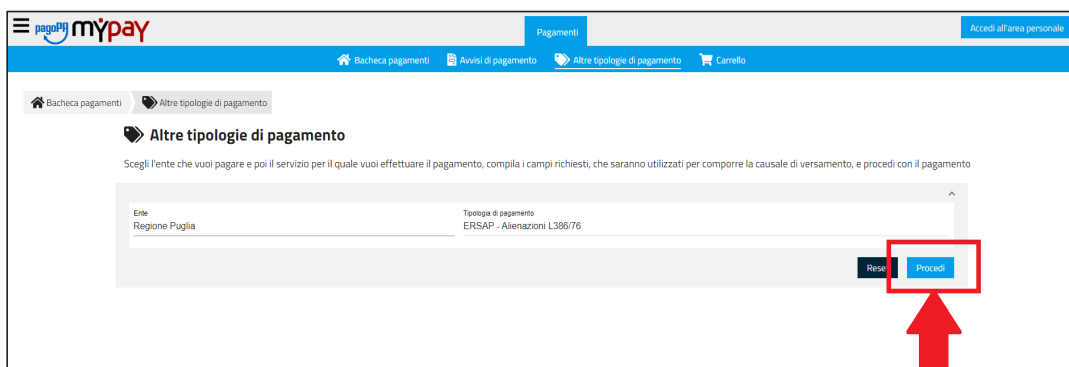 pagoPA mypay
Pagamenti
Accedi all'area personale
Bacheca pagamenti Avvisi di pagamento Altre tipologie di pagamento Carrello
Bacheca pagamenti Altre tipologie di pagamento
Altre tipologie di pagamento
Scegli l'ente che vuoi pagare e poi il servizio per il quale vuoi effettuare il pagamento, compila i campi richiesti, che saranno utilizzati per comporre la causale di versamento, e procedi con il pagamento
Ente Tipologia di pagamento
Regione Puglia ERSAP - Alienazioni L386/76
Reset Procedi